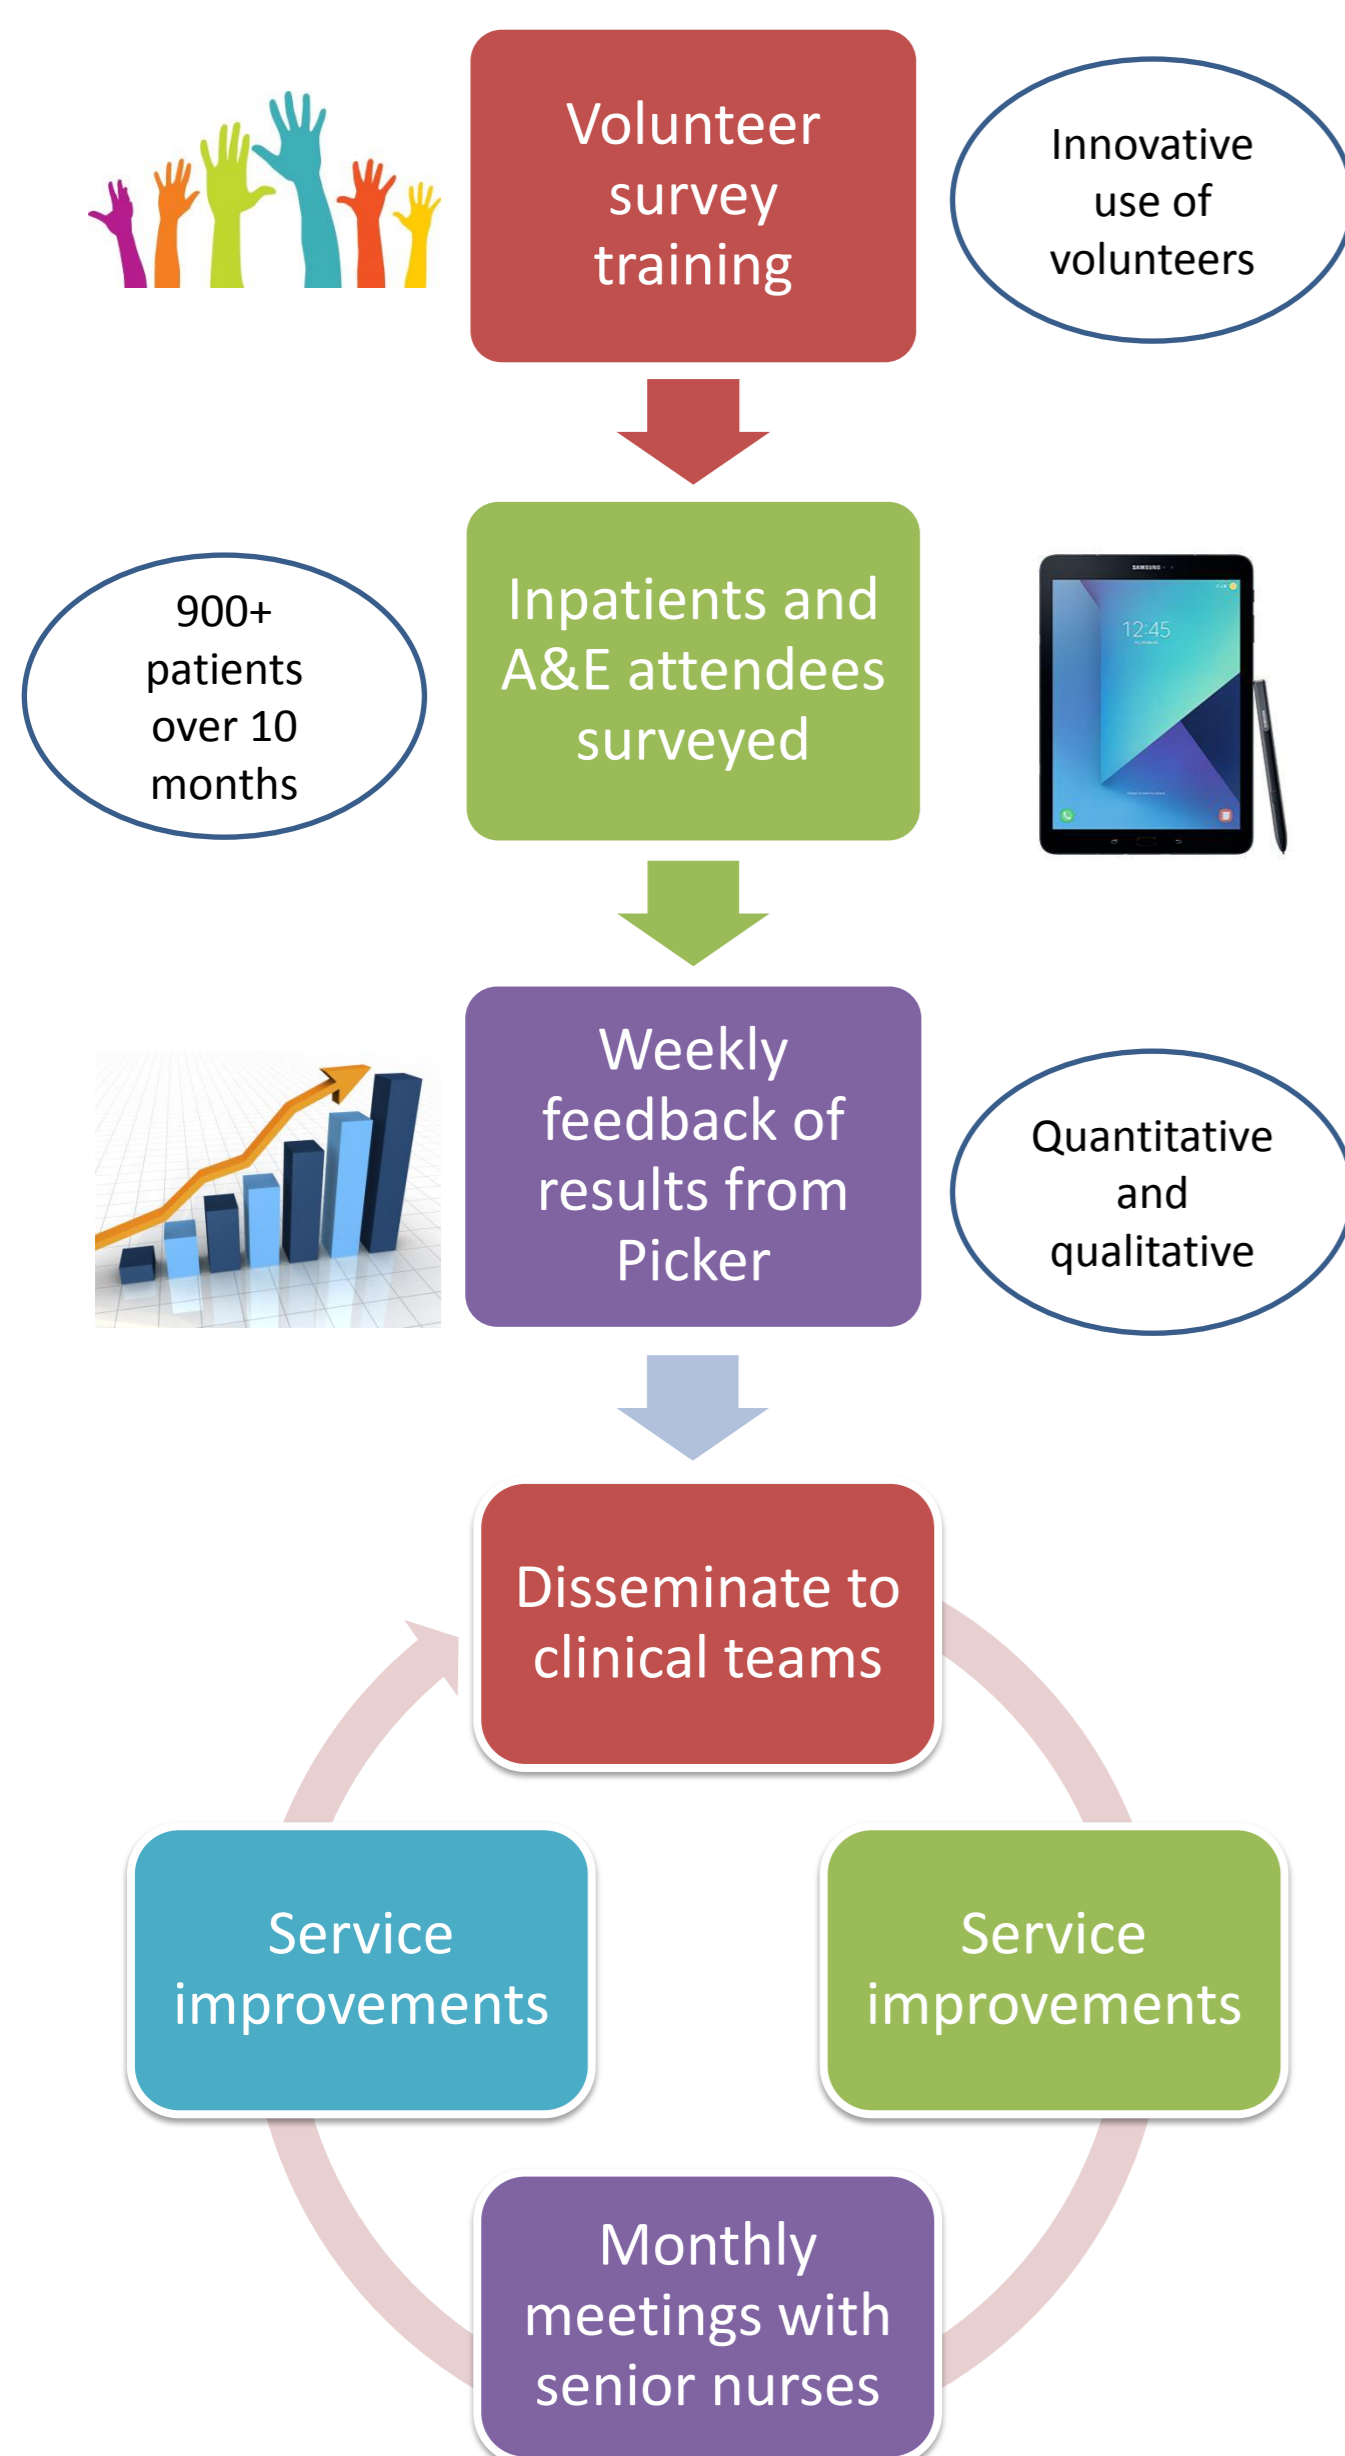 Volunteer
survey
training
Innovative
use of
volunteers
900+
patients
over 10
months
Inpatients and
A&E attendees
surveyed
SAMSUNG
12:45
Weekly
feedback of
results from
Picker
Quantitative
and
qualitative
Disseminate to
clinical teams
Service
improvements
Service
improvements
Monthly
meetings with
senior nurses